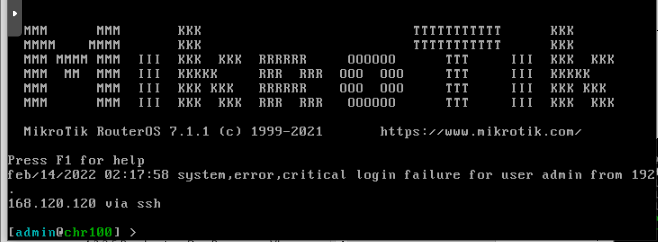 MMM      MMM       KKK                          TTTTTTTTTTT      KKK
MMMM    MMMM       KKK                          TTTTTTTTTTT      KKK
MMM MMMM MMM  III  KKK  KKK  RRRRRR     OOOOOO      TTT     III  KKK  KKK
MMM  MM  MMM  III  KKKKK     RRR  RRR  OOO  OOO     TTT     III  KKKKK
MMM      MMM  III  KKK KKK   RRRRRR    OOO  OOO     TTT     III  KKK KKK
MMM      MMM  III  KKK  KKK  RRR  RRR   OOOOOO      TTT     III  KKK  KKK
MikroTik RouterOS 7.1.1 (c) 1999-2021       https://www.mikrotik.com/
Press F1 for help
feb/14/2022 02:17:58 system,error,critical login failure for user admin from 192
.
168.120.120 via ssh
[admin@chr100] >